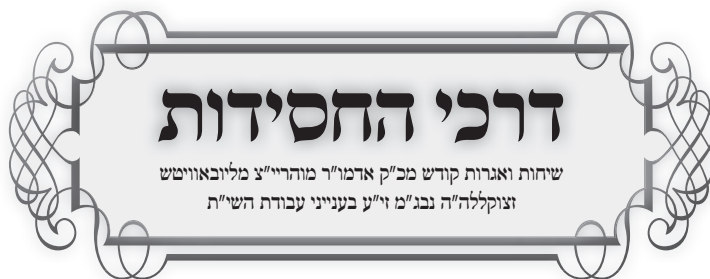 דרכי החסידות
שיחות ואגרות קודש מכ"ק אדמו"ר מוהריי"צ מליובאוויטש
זצוקללה"ה נבג"מ זי"ע בענייני עבודת השי"ת